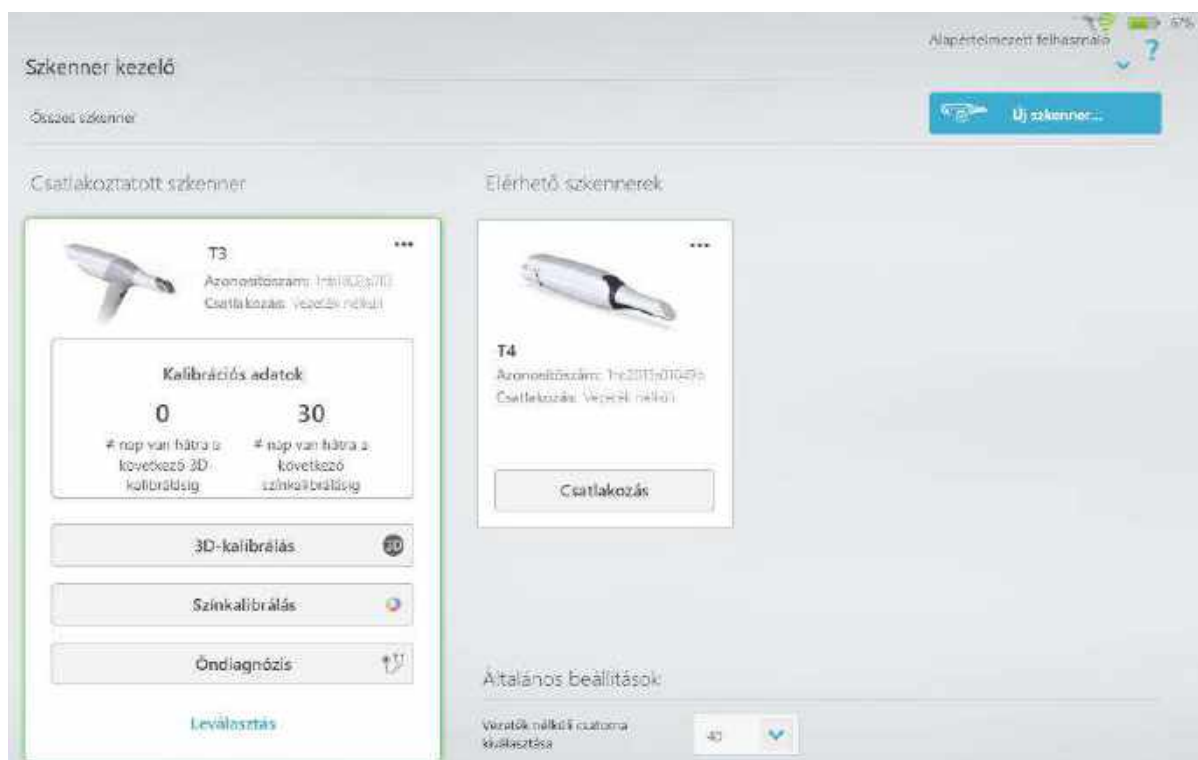 67%
Alapértelmezett felhasználó
?
Szkenner kezelő
Összes szkenner
Új szkenner...
Csatlakoztatott szkenner
Elérhető szkennerek
T3
Azonosítószám:
Csatlakozás: Vezeték nélküli
Kalibrációs adatok
0
30
# nap van hátra a
következő 3D-
kalibrálásig
# nap van hátra a
következő
színkalibrálásig
3D-kalibrálás
3D
Színkalibrálás
Öndiagnózis
Leválasztás
T4
Azonosítószám:
Csatlakozás: Vezeték nélküli
Csatlakozás
Általános beállítások
Vezeték nélküli csatorna
kiválasztása
40